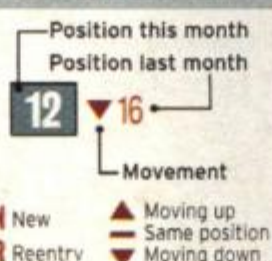 Position this month
Position last month
12 ▼ 16
Movement
New ▲ Moving up
Same position
Reentry ▼ Moving down